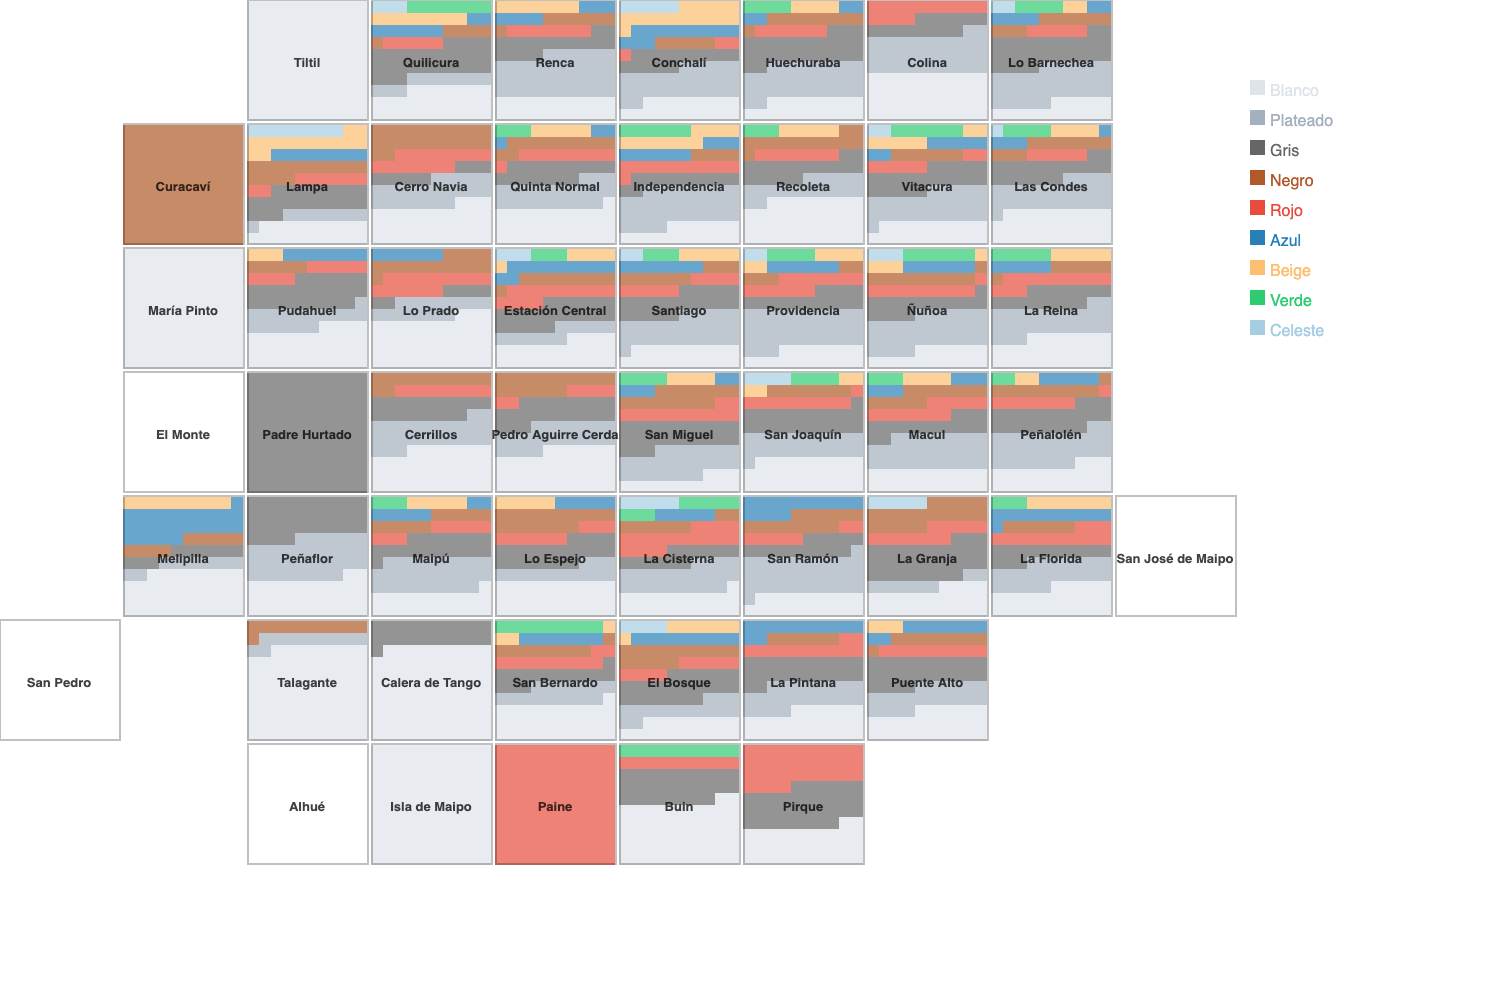 Tiltil
Quilicura
Renca
Conchalí
Huechuraba
Colina
Lo Barnechea
Blanco
Plateado
Gris
Negro
Rojo
Azul
Beige
Verde
Celeste
Curacaví
Lampa
Cerro Navia
Quinta Normal
Independencia
Recoleta
Vitacura
Las Condes
María Pinto
Pudahuel
Lo Prado
Estación Central
Santiago
Providencia
Ñuñoa
La Reina
El Monte
Padre Hurtado
Cerrillos
Pedro Aguirre Cerda
San Miguel
San Joaquín
Macul
Peñalolén
Melipilla
Peñaflor
Maipú
Lo Espejo
La Cisterna
San Ramón
La Granja
La Florida
San José de Maipo
San Pedro
Talagante
Calera de Tango
San Bernardo
El Bosque
La Pintana
Puente Alto
Alhué
Isla de Maipo
Paine
Buin
Pirque